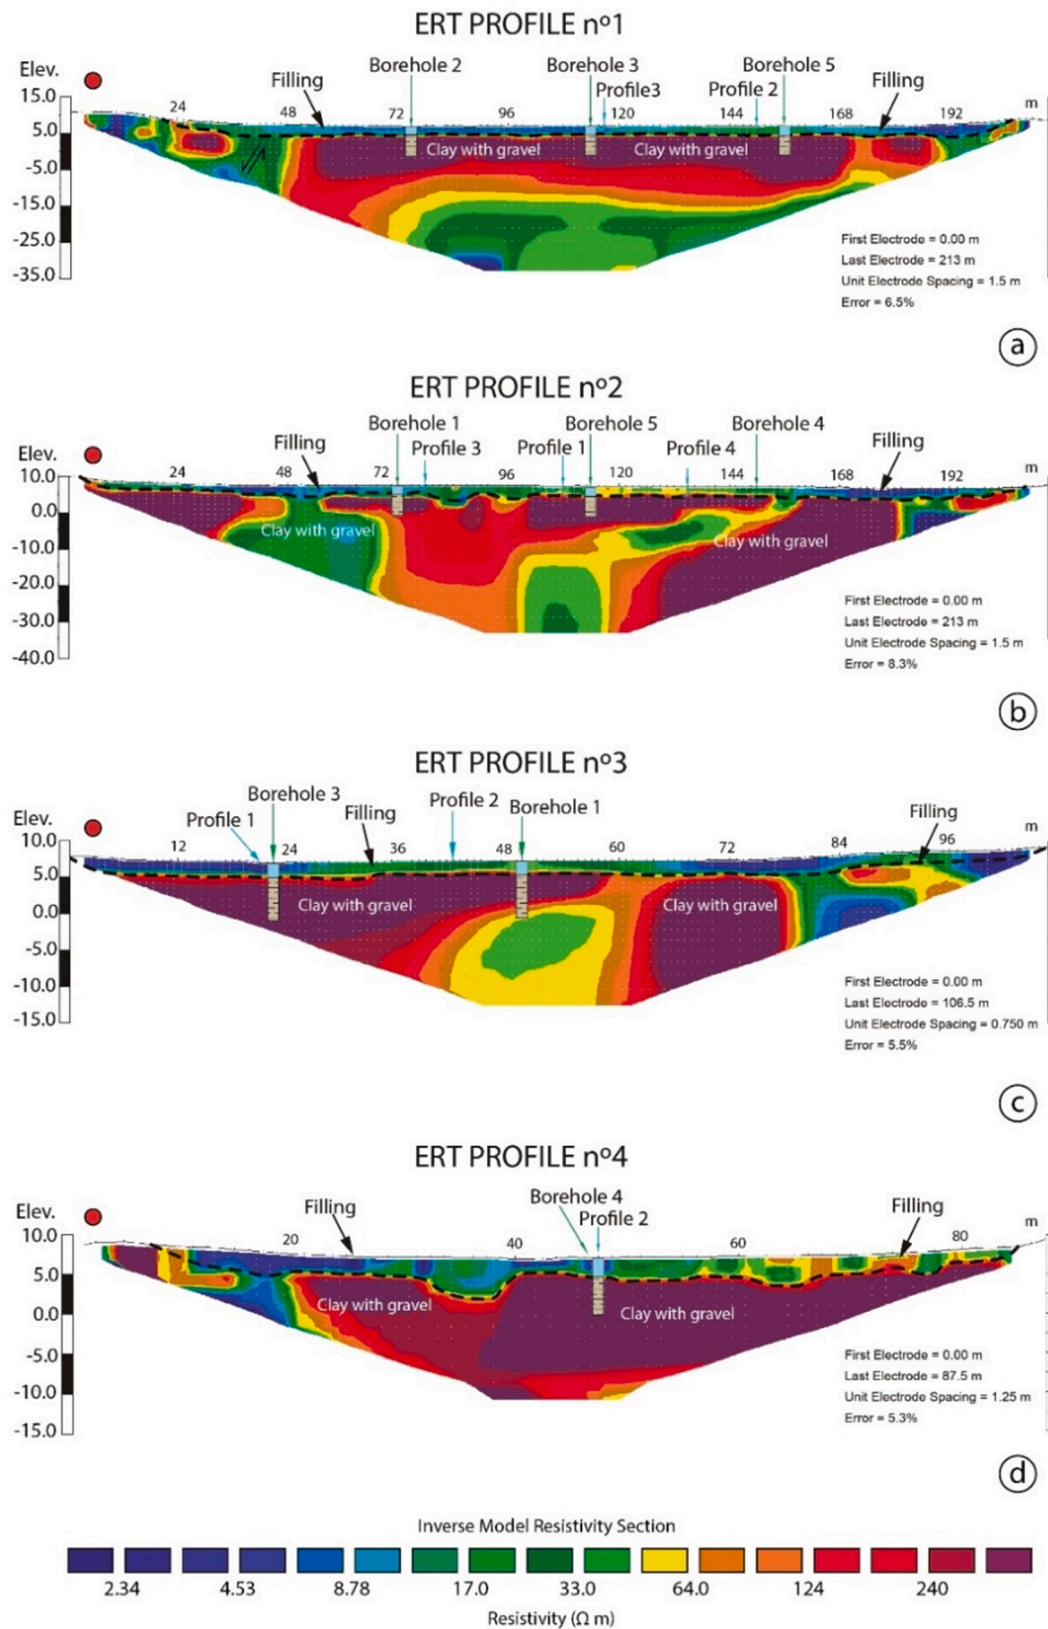 ERT PROFILE nº1
Borehole 2 Borehole 3 Borehole 5
Elev. Filling Profile3 Profile 2 Filling
15.0 24 48 72 96 120 144 168 192 m
5.0
Clay with gravel Clay with gravel
-5.0
-15.0
-25.0
-35.0
First Electrode = 0.00 m
Last Electrode = 213 m
Unit Electrode Spacing = 1.5 m
Error = 6.5%
a
ERT PROFILE nº2
Borehole 1 Borehole 5 Borehole 4
Elev. Filling Profile 3 Profile 1 Profile 4 Filling
10.0 24 48 72 96 120 144 168 192 m
0.0
Clay with gravel Clay with gravel
-10.0
-20.0
-30.0
-40.0
First Electrode = 0.00 m
Last Electrode = 213 m
Unit Electrode Spacing = 1.5 m
Error = 8.3%
b
ERT PROFILE nº3
Borehole 3 Profile 2 Borehole 1
Elev. Profile 1 Filling Filling
10.0 12 24 36 48 60 72 84 96 m
5.0
Clay with gravel Clay with gravel
0.0
-5.0
-10.0
-15.0
First Electrode = 0.00 m
Last Electrode = 106.5 m
Unit Electrode Spacing = 0.750 m
Error = 5.5%
c
ERT PROFILE nº4
Borehole 4
Elev. Filling Profile 2 Filling
10.0 20 40 60 80 m
5.0
Clay with gravel Clay with gravel
0.0
-5.0
-10.0
-15.0
First Electrode = 0.00 m
Last Electrode = 87.5 m
Unit Electrode Spacing = 1.25 m
Error = 5.3%
d
Inverse Model Resistivity Section
2.34 4.53 8.78 17.0 33.0 64.0 124 240
Resistivity (Ω m)